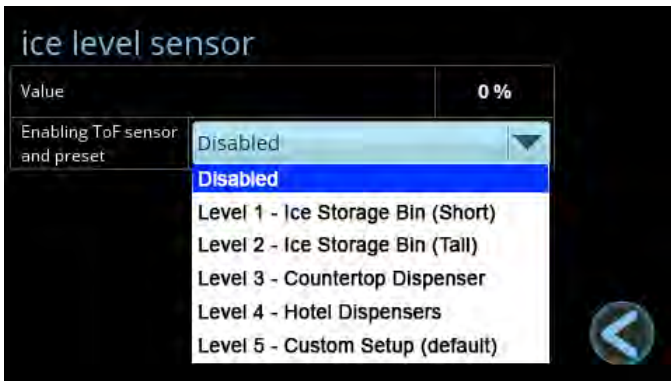 ice level sensor
Value
0 %
Enabling ToF sensor
and preset
Disabled
Disabled
Level 1 - Ice Storage Bin (Short)
Level 2 - Ice Storage Bin (Tall)
Level 3 - Countertop Dispenser
Level 4 - Hotel Dispensers
Level 5 - Custom Setup (default)